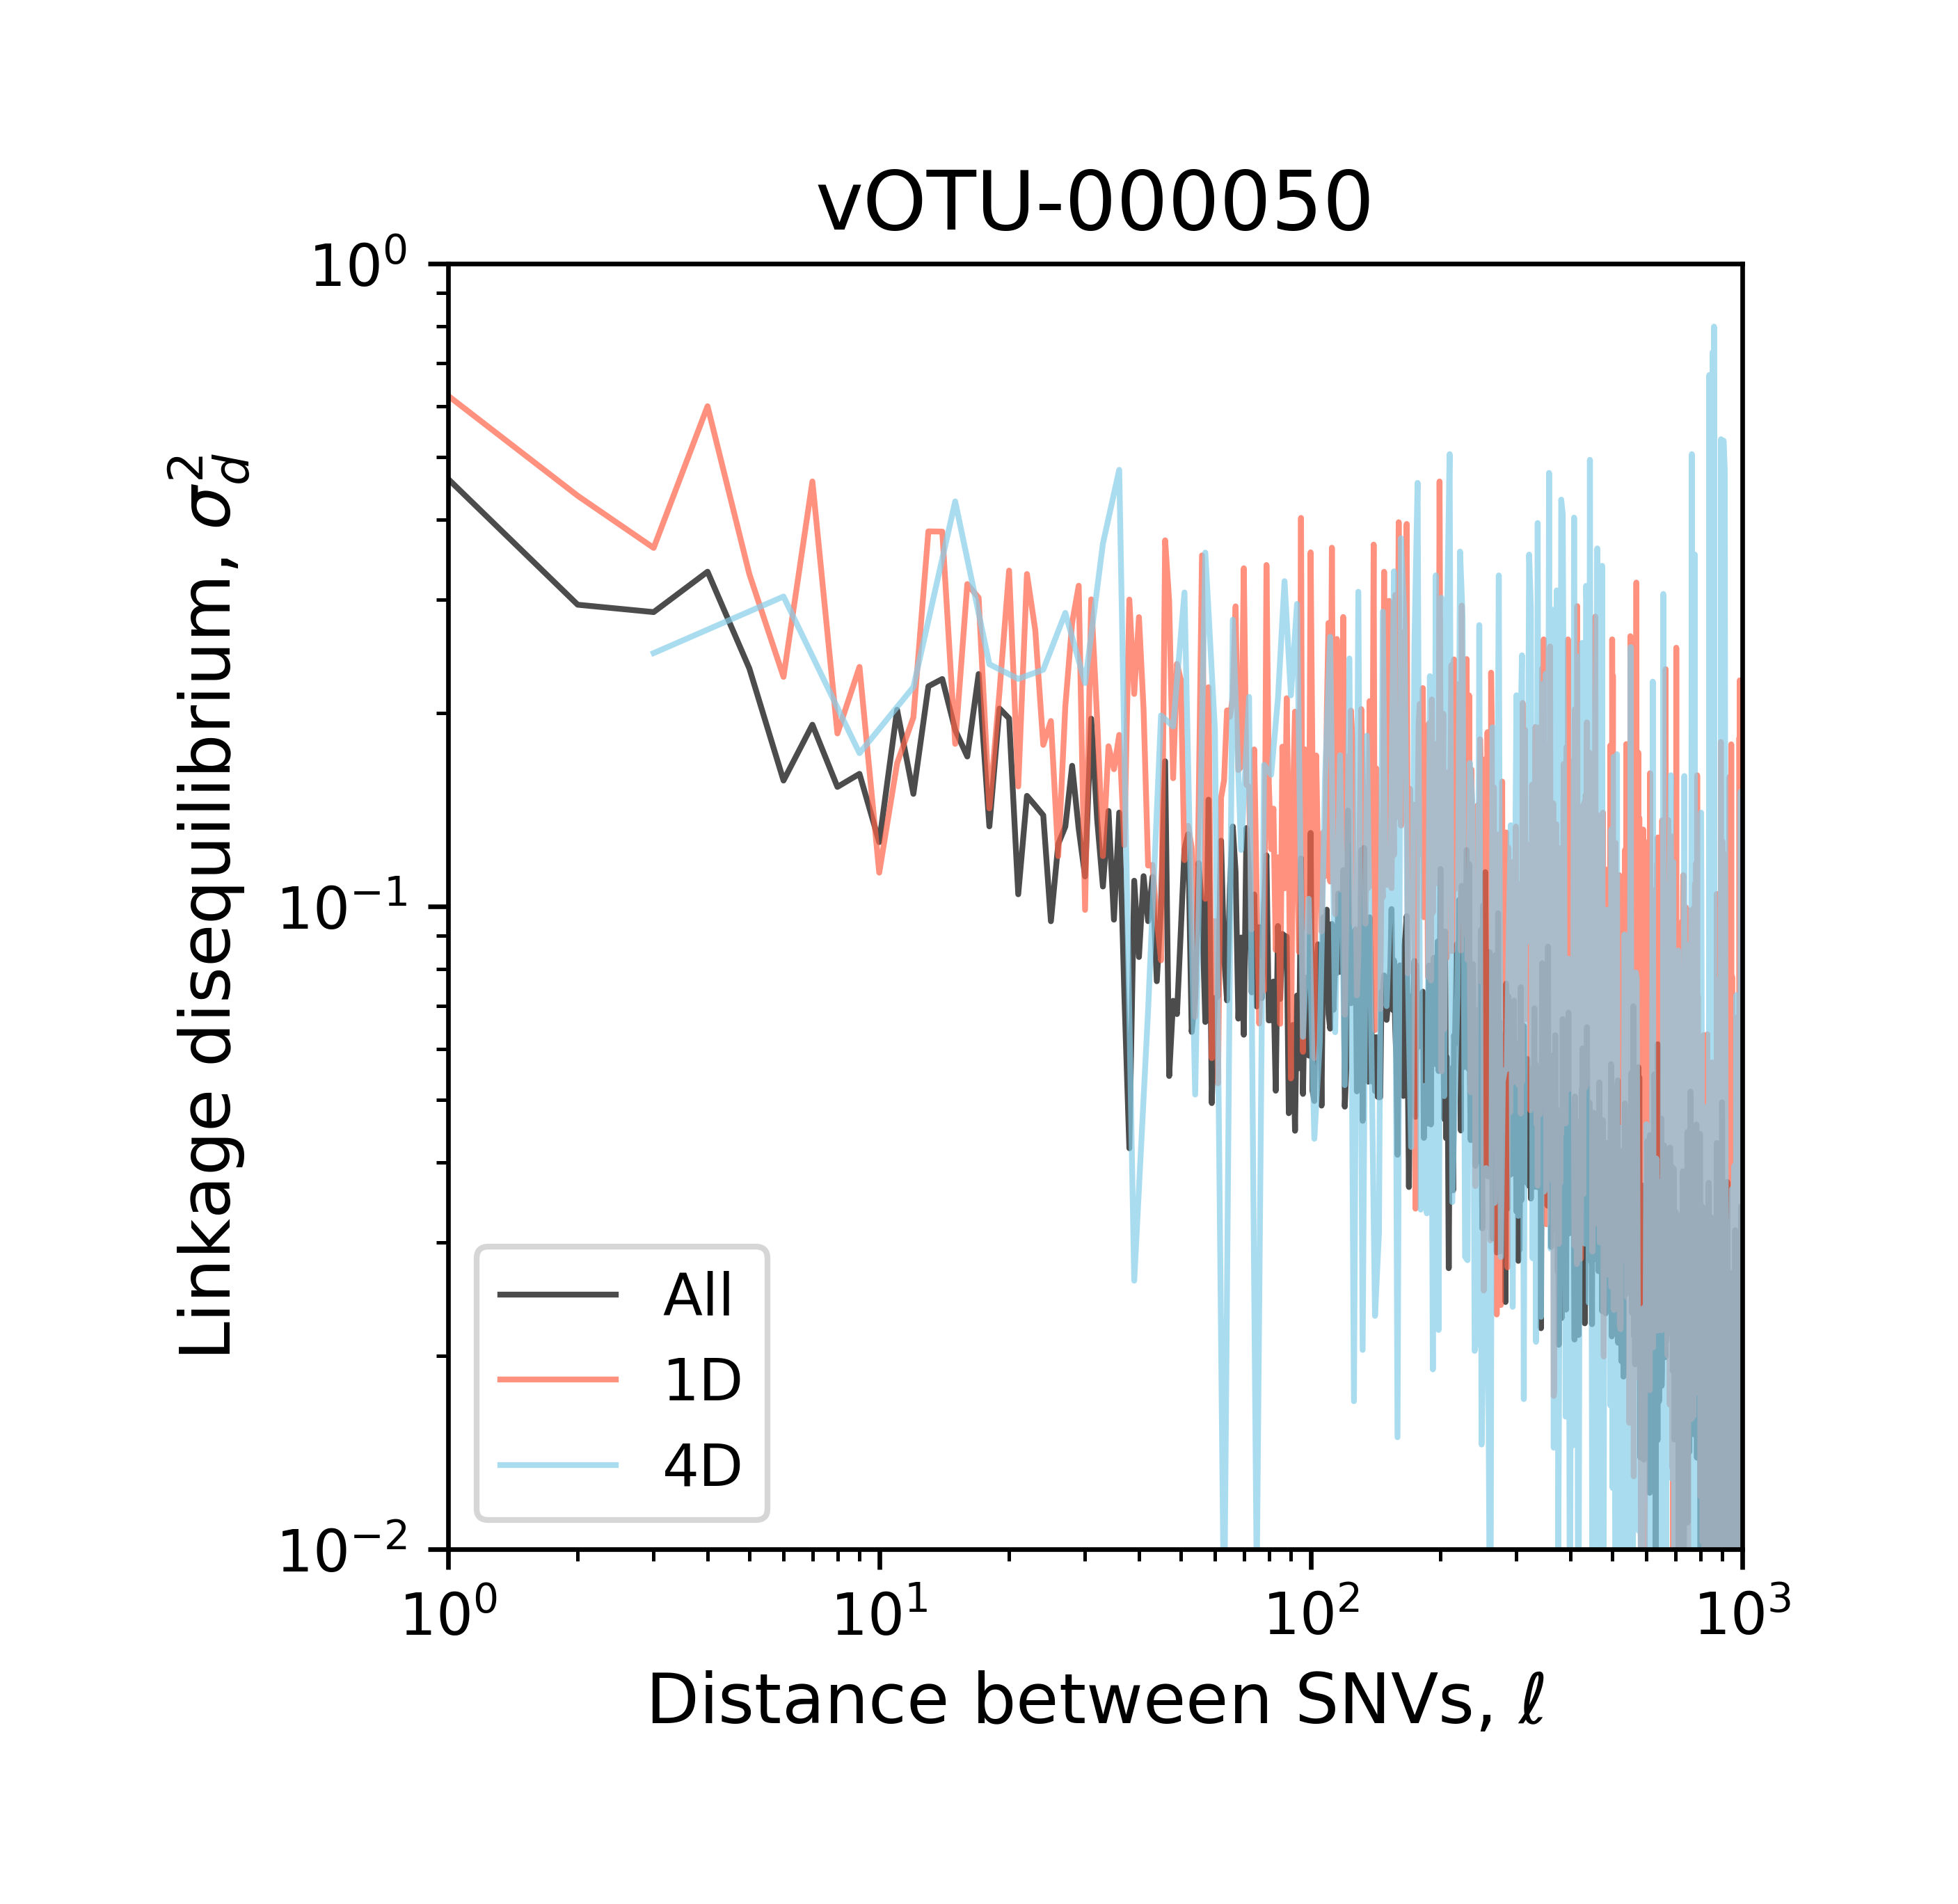 vOTU-000050
10⁰
10⁻¹
10⁻²
Linkage disequilibrium, σ²_d
All
1D
4D
10⁰ 10¹ 10² 10³
Distance between SNVs, ℓ